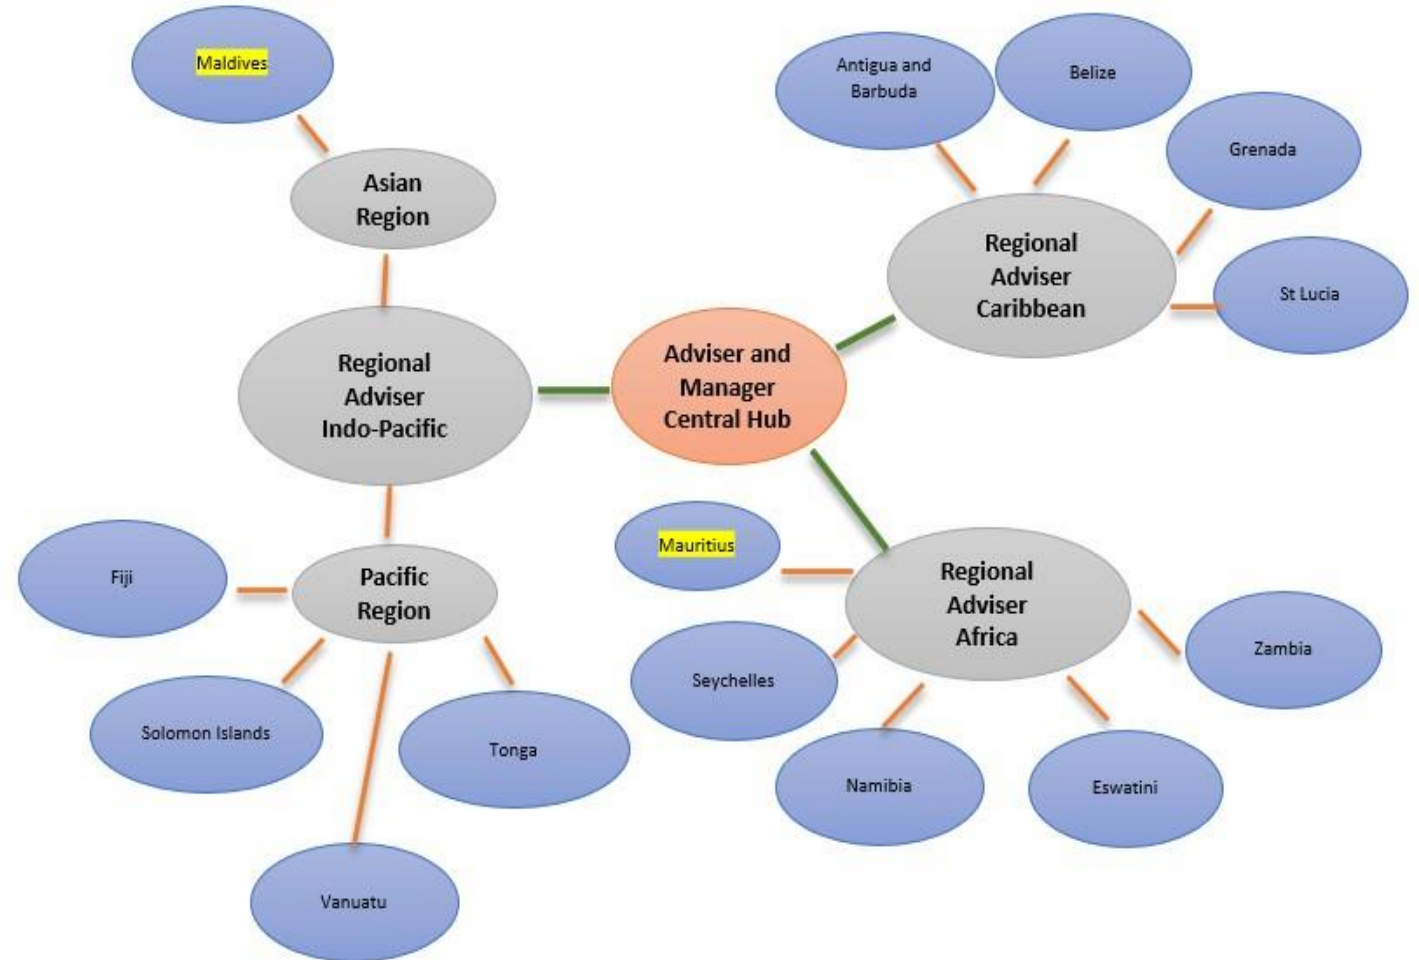 Maldives
Asian
Region
Regional
Adviser
Indo-Pacific
Pacific
Region
Fiji
Solomon Islands
Vanuatu
Tonga
Adviser and
Manager
Central Hub
Antigua and
Barbuda
Belize
Grenada
St Lucia
Regional
Adviser
Caribbean
Mauritius
Seychelles
Namibia
Eswatini
Zambia
Regional
Adviser
Africa